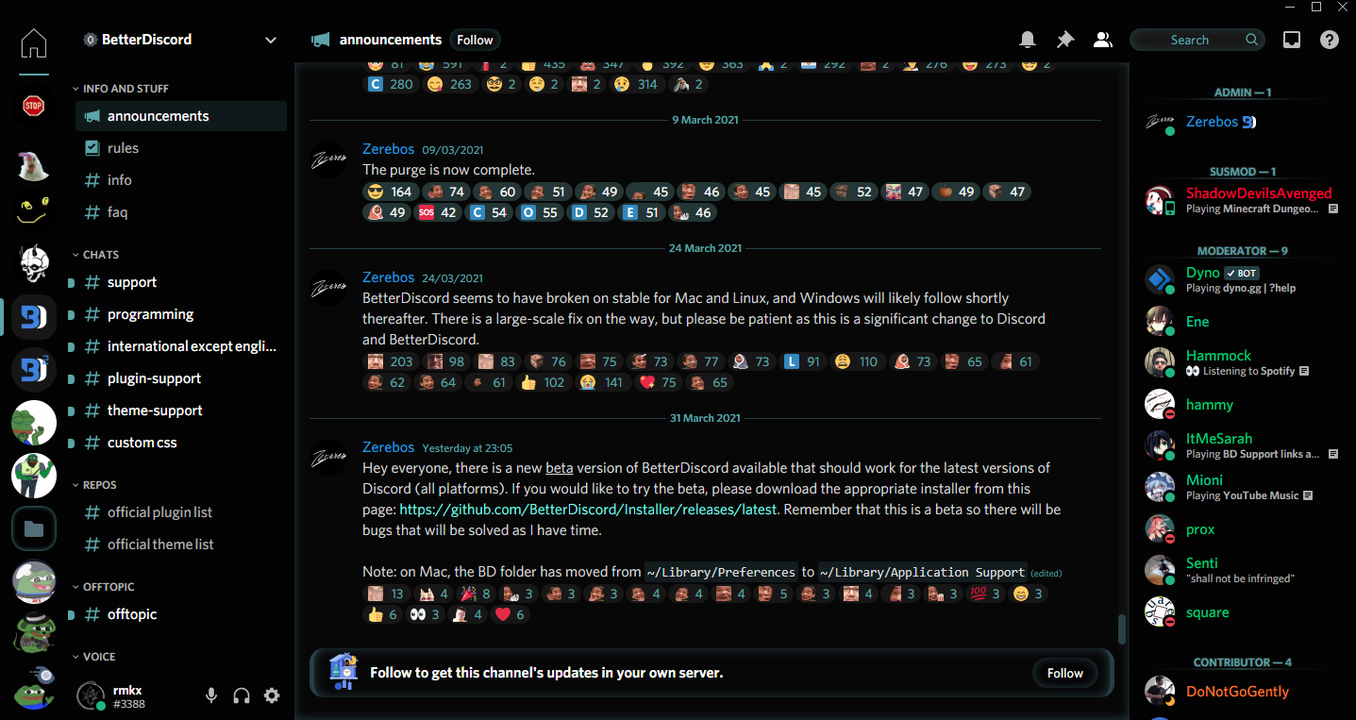 BetterDiscord
announcements
Follow
Search
STOP
INFO AND STUFF
announcements
rules
info
faq
CHATS
support
programming
international except engli...
plugin-support
theme-support
custom css
REPOS
official plugin list
official theme list
OFFTOPIC
offtopic
VOICE
rmkx
#3388
81 591 2 435 347 392 363 2 292 2 276 273 2
C 280 263 2 2 2 314 2
9 March 2021
Zerebos 09/03/2021
The purge is now complete.
164 74 60 51 49 45 46 45 45 52 47 49 47
49 SOS 42 C 54 O 55 D 52 E 51 46
24 March 2021
Zerebos 24/03/2021
BetterDiscord seems to have broken on stable for Mac and Linux, and Windows will likely follow shortly
thereafter. There is a large-scale fix on the way, but please be patient as this is a significant change to Discord
and BetterDiscord.
203 98 83 76 75 73 77 73 L 91 110 73 65 61
62 64 61 102 141 75 65
31 March 2021
Zerebos Yesterday at 23:05
Hey everyone, there is a new beta version of BetterDiscord available that should work for the latest versions of
Discord (all platforms). If you would like to try the beta, please download the appropriate installer from this
page: https://github.com/BetterDiscord/Installer/releases/latest. Remember that this is a beta so there will be
bugs that will be solved as I have time.
Note: on Mac, the BD folder has moved from ~/Library/Preferences to ~/Library/Application Support (edited)
13 4 8 3 3 3 4 4 4 5 3 4 3 3 100 3 3
6 3 4 6
Follow to get this channel's updates in your own server.
Follow
ADMIN — 1
Zerebos
SUSMOD — 1
ShadowDevilsAvenged
Playing Minecraft Dungeo...
MODERATOR — 9
Dyno ✓ BOT
Playing dyno.gg | ?help
Ene
Hammock
👀 Listening to Spotify
hammy
ItMeSarah
Playing BD Support links a...
Mioni
Playing YouTube Music
prox
Senti
"shall not be infringed"
square
CONTRIBUTOR — 4
DoNotGoGently